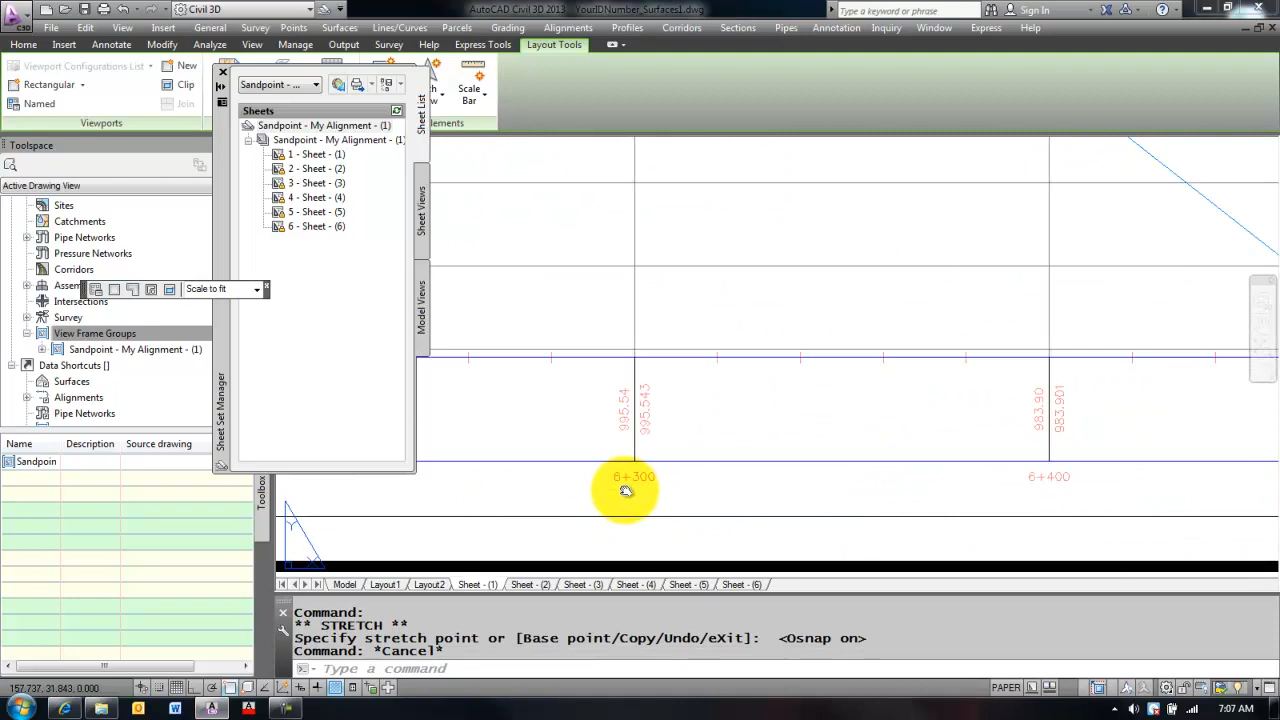 Civil 3D
AutoCAD Civil 3D 2013
YourIDNumber_Surfaces1.dwg
Type a keyword or phrase
Sign In
File Edit View Insert General Survey Points Surfaces Lines/Curves Parcels Grading Alignments Profiles Corridors Sections Pipes Annotation Inquiry Window Express Help
Home Insert Annotate Modify Analyze View Manage Output Survey Help Express Tools Layout Tools
Viewport Configurations List New
Rectangular Clip
Named Join
Viewports
Scale
Bar
Toolspace
Active Drawing View
Sites
Catchments
Pipe Networks
Pressure Networks
Corridors
Intersections
Survey
View Frame Groups
Sandpoint - My Alignment - (1)
Data Shortcuts []
Surfaces
Alignments
Pipe Networks
Name Description Source drawing
Sandpoin
Toolbox
Scale to fit
Sheet Set Manager
Sandpoint - ...
Sheets
Sandpoint - My Alignment - (1)
Sandpoint - My Alignment - (1)
1 - Sheet - (1)
2 - Sheet - (2)
3 - Sheet - (3)
4 - Sheet - (4)
5 - Sheet - (5)
6 - Sheet - (6)
Sheet List
Sheet Views
Model Views
995.54
995.543
983.90
983.901
6+300
6+400
Model Layout1 Layout2 Sheet - (1) Sheet - (2) Sheet - (3) Sheet - (4) Sheet - (5) Sheet - (6)
Command:
** STRETCH **
Specify stretch point or [Base point/Copy/Undo/eXit]: <Osnap on>
Command: *Cancel*
Type a command
157.737, 31.843, 0.000
PAPER
7:07 AM